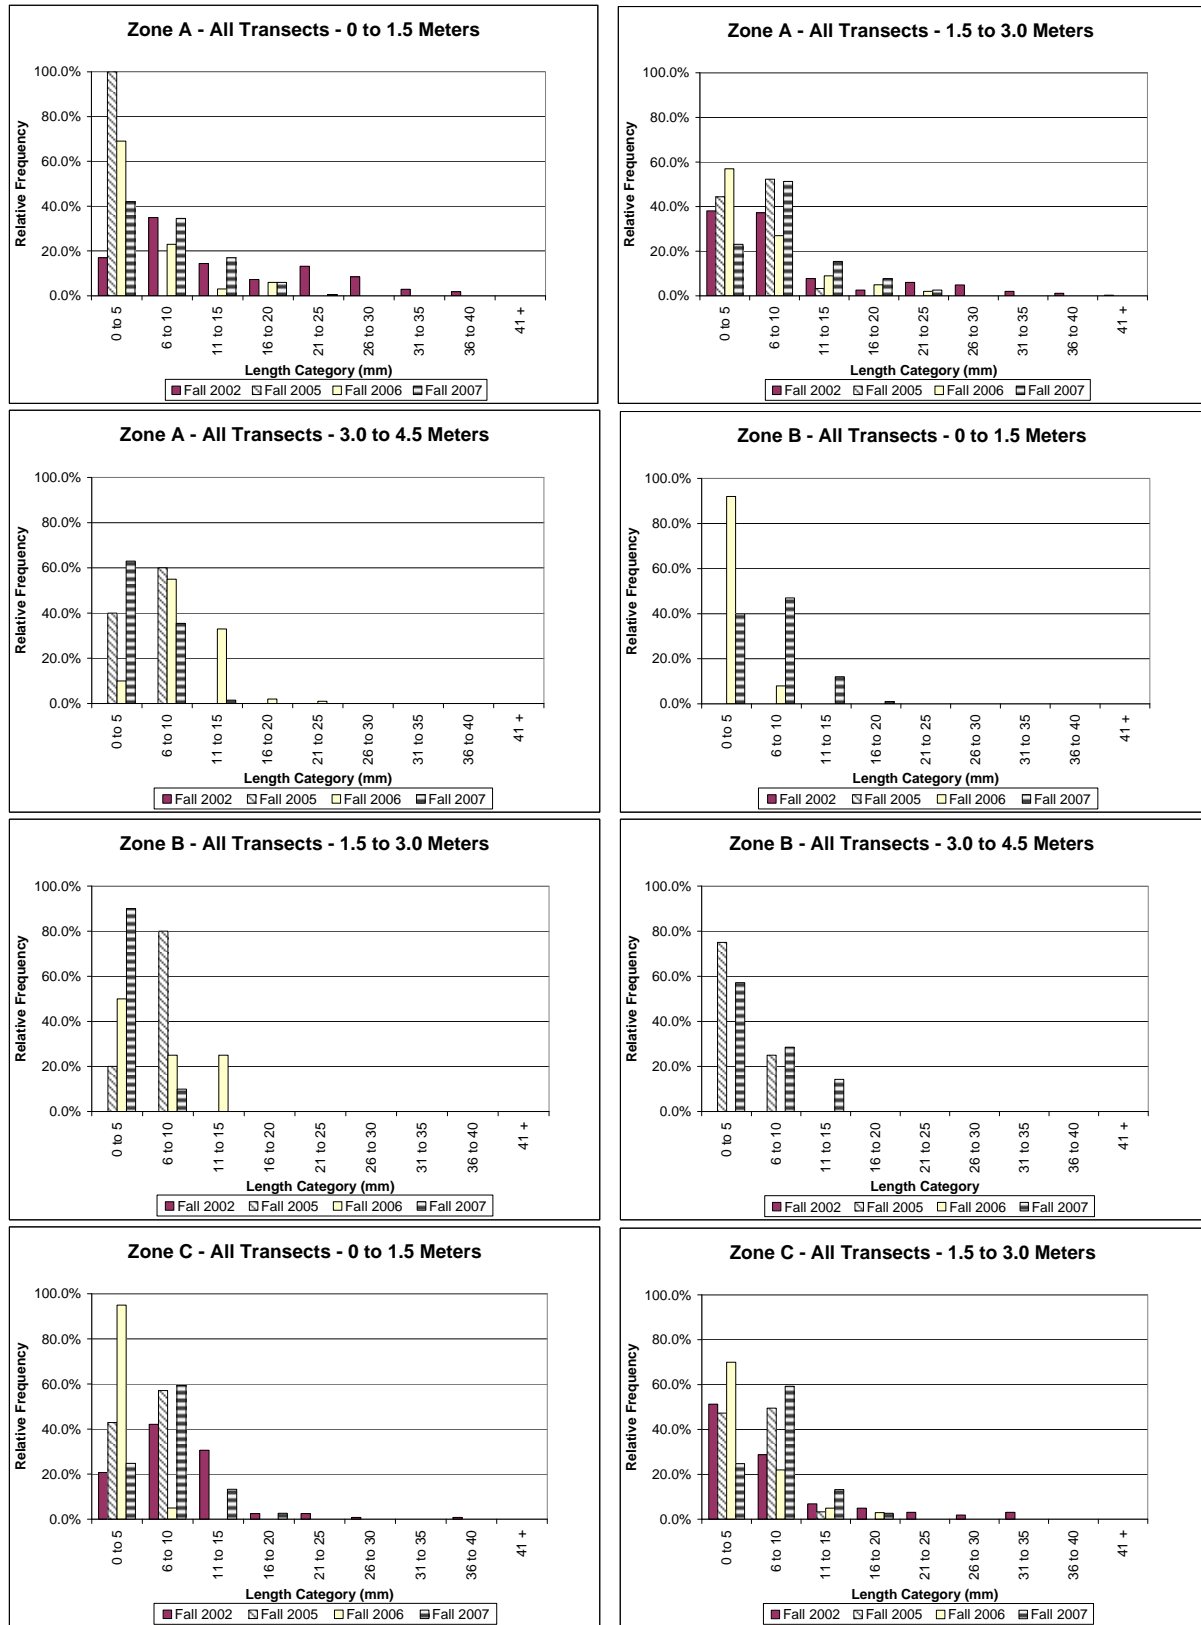 Zone A - All Transects - 0 to 1.5 Meters
Relative Frequency
100.0%
80.0%
60.0%
40.0%
20.0%
0.0%
0 to 5
6 to 10
11 to 15
16 to 20
21 to 25
26 to 30
31 to 35
36 to 40
41 +
Length Category (mm)
Fall 2002 Fall 2005 Fall 2006 Fall 2007
Zone A - All Transects - 1.5 to 3.0 Meters
Relative Frequency
100.0%
80.0%
60.0%
40.0%
20.0%
0.0%
0 to 5
6 to 10
11 to 15
16 to 20
21 to 25
26 to 30
31 to 35
36 to 40
41 +
Length Category (mm)
Fall 2002 Fall 2005 Fall 2006 Fall 2007
Zone A - All Transects - 3.0 to 4.5 Meters
Relative Frequency
100.0%
80.0%
60.0%
40.0%
20.0%
0.0%
0 to 5
6 to 10
11 to 15
16 to 20
21 to 25
26 to 30
31 to 35
36 to 40
41 +
Length Category (mm)
Fall 2002 Fall 2005 Fall 2006 Fall 2007
Zone B - All Transects - 0 to 1.5 Meters
Relative Frequency
100.0%
80.0%
60.0%
40.0%
20.0%
0.0%
0 to 5
6 to 10
11 to 15
16 to 20
21 to 25
26 to 30
31 to 35
36 to 40
41 +
Length Category (mm)
Fall 2002 Fall 2005 Fall 2006 Fall 2007
Zone B - All Transects - 1.5 to 3.0 Meters
Relative Frequency
100.0%
80.0%
60.0%
40.0%
20.0%
0.0%
0 to 5
6 to 10
11 to 15
16 to 20
21 to 25
26 to 30
31 to 35
36 to 40
41 +
Length Category (mm)
Fall 2002 Fall 2005 Fall 2006 Fall 2007
Zone B - All Transects - 3.0 to 4.5 Meters
Relative Frequency
100.0%
80.0%
60.0%
40.0%
20.0%
0.0%
0 to 5
6 to 10
11 to 15
16 to 20
21 to 25
26 to 30
31 to 35
36 to 40
41 +
Length Category
Fall 2002 Fall 2005 Fall 2006 Fall 2007
Zone C - All Transects - 0 to 1.5 Meters
Relative Frequency
100.0%
80.0%
60.0%
40.0%
20.0%
0.0%
0 to 5
6 to 10
11 to 15
16 to 20
21 to 25
26 to 30
31 to 35
36 to 40
41 +
Length Category (mm)
Fall 2002 Fall 2005 Fall 2006 Fall 2007
Zone C - All Transects - 1.5 to 3.0 Meters
Relative Frequency
100.0%
80.0%
60.0%
40.0%
20.0%
0.0%
0 to 5
6 to 10
11 to 15
16 to 20
21 to 25
26 to 30
31 to 35
36 to 40
41 +
Length Category (mm)
Fall 2002 Fall 2005 Fall 2006 Fall 2007